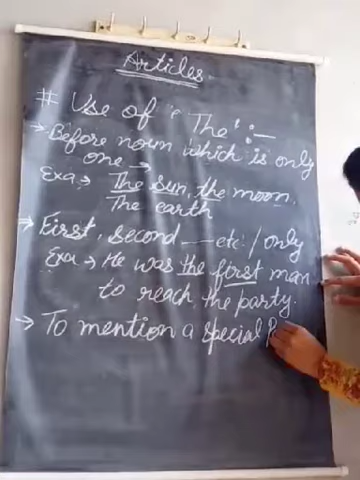 Articles
# Use of "The" :-
→ Before noun which is only
one →
Exa → The sun, the moon,
The earth
→ First, second — etc / only
Exa → He was the first man
to reach the party.
→ To mention a special